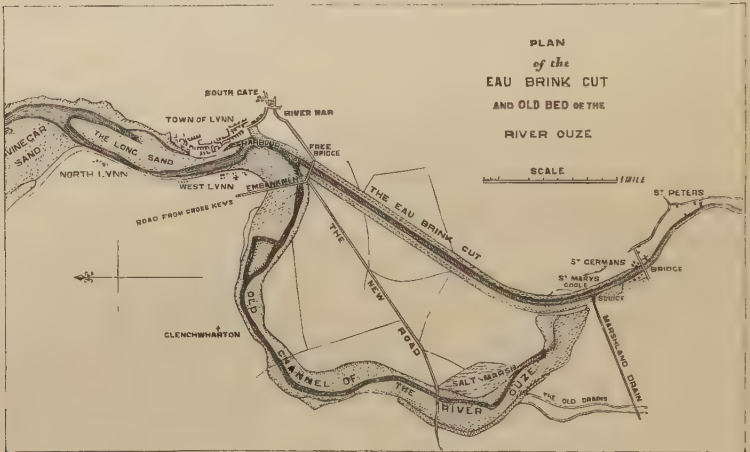 PLAN
of the
EAU BRINK CUT
AND OLD BED OF THE
RIVER OUZE
SCALE
1 MILE
SOUTH GATE
RIVER NAR
TOWN OF LYNN
HARBOUR
FREE
BRIDGE
VINEGAR
SAND
THE LONG SAND
NORTH LYNN
WEST LYNN
EMBANKMENT
ROAD FROM CROSS KEYS
THE EAU BRINK CUT
ST PETERS
ST GERMANS
BRIDGE
ST MARYS
SLUICE
MARSHLAND DRAIN
THE NEW ROAD
CLENCHWHARTON
OLD CHANNEL OF THE RIVER OUZE
SALT-MARSH
THE OLD DRAINS